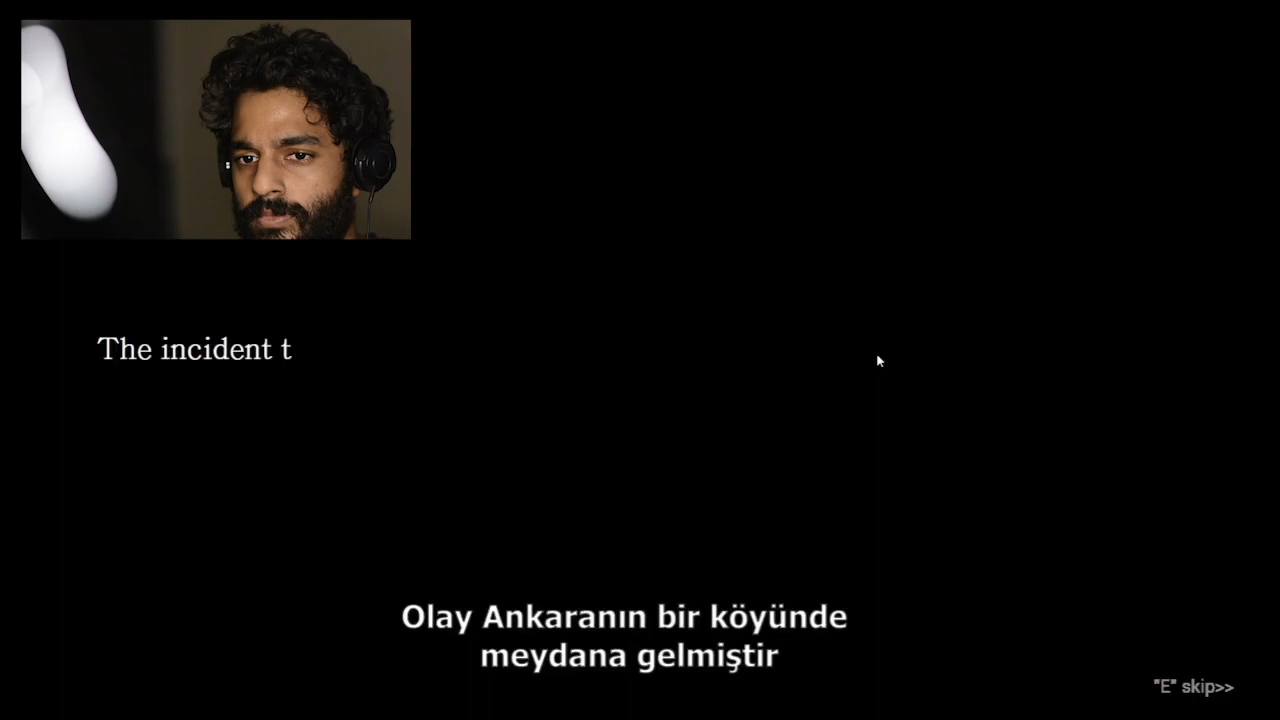 The incident t
Olay Ankaranın bir köyünde
meydana gelmiştir
"E" skip>>